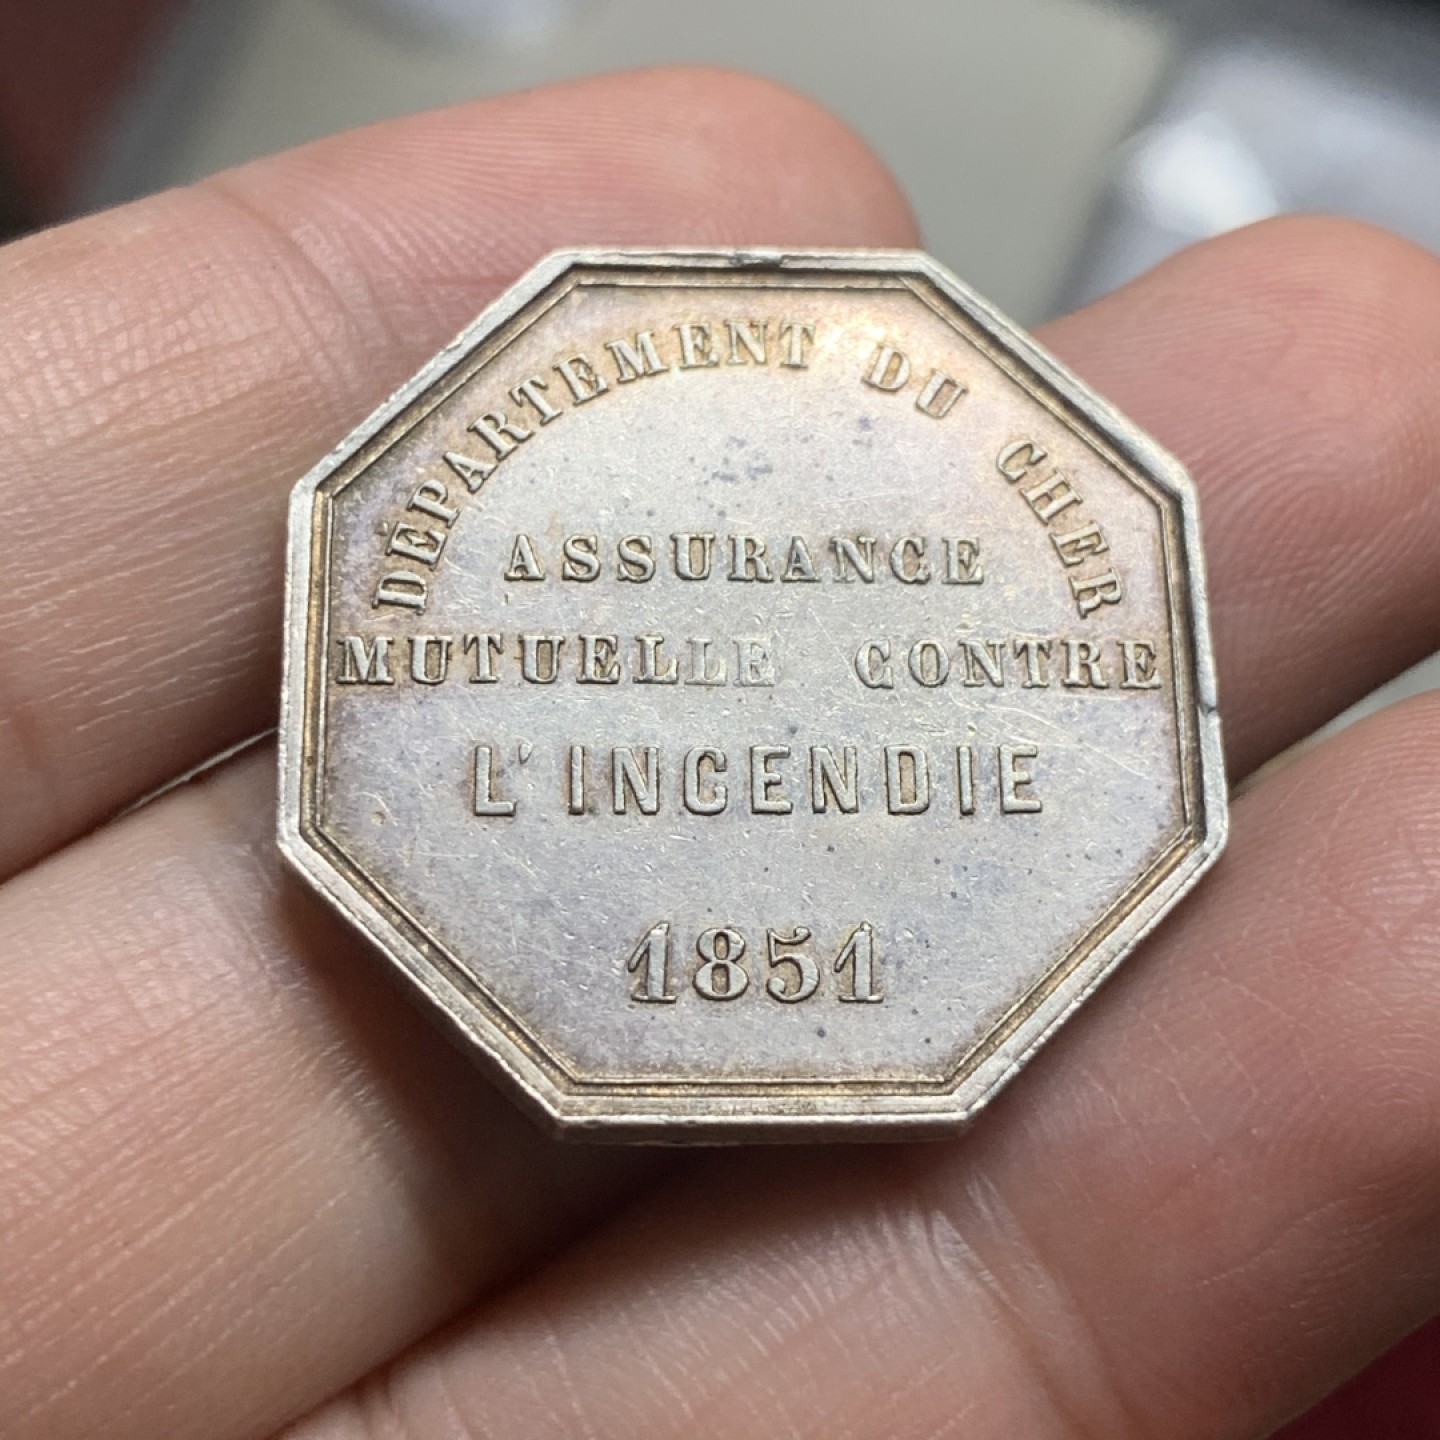 DÉPARTEMENT DU CHER
ASSURANCE
MUTUELLE CONTRE
L'INCENDIE
1851